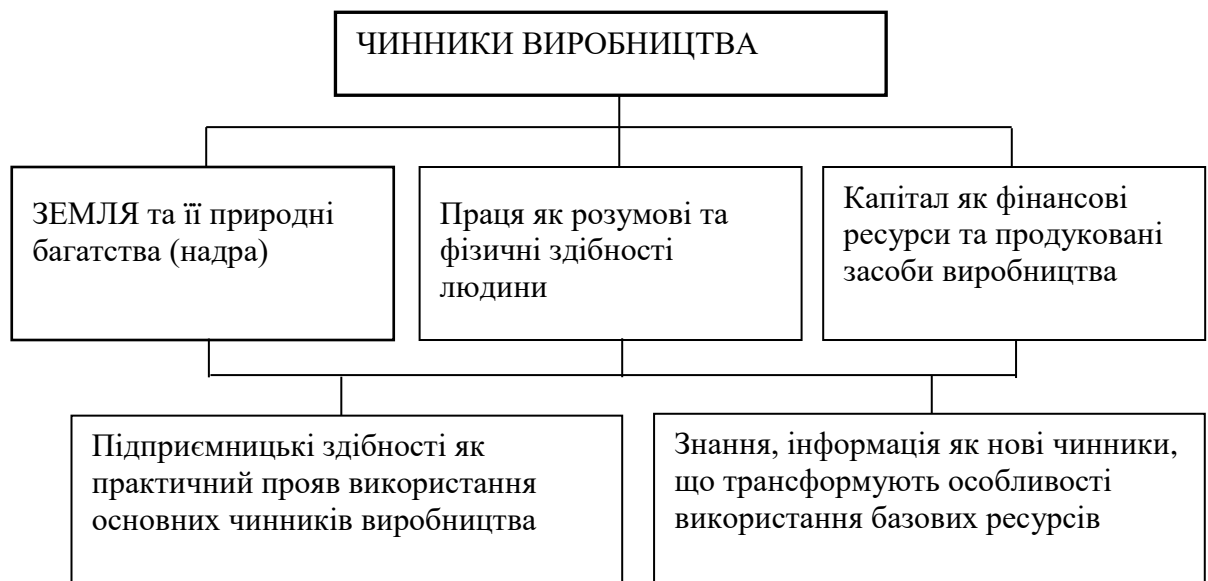 ЧИННИКИ ВИРОБНИЦТВА
ЗЕМЛЯ та її природні
багатства (надра)
Праця як розумові та
фізичні здібності
людини
Капітал як фінансові
ресурси та продуковані
засоби виробництва
Підприємницькі здібності як
практичний прояв використання
основних чинників виробництва
Знання, інформація як нові чинники,
що трансформують особливості
використання базових ресурсів